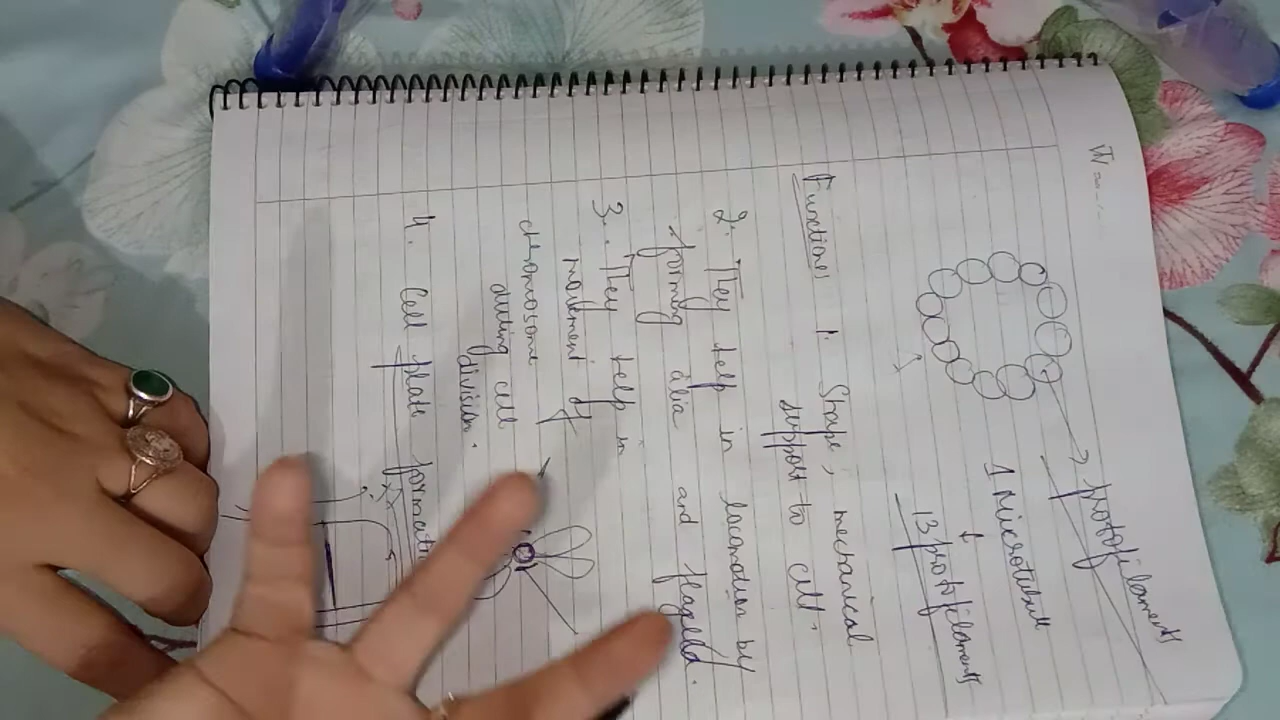 protofilaments
1 Microtubule
13 protofilaments
Functions 1. Shape, mechanical
support to cell.
2. They help in locomotion by
forming cilia and flagella.
3. They help in
movement of
chromosome
during cell
division.
4. Cell plate